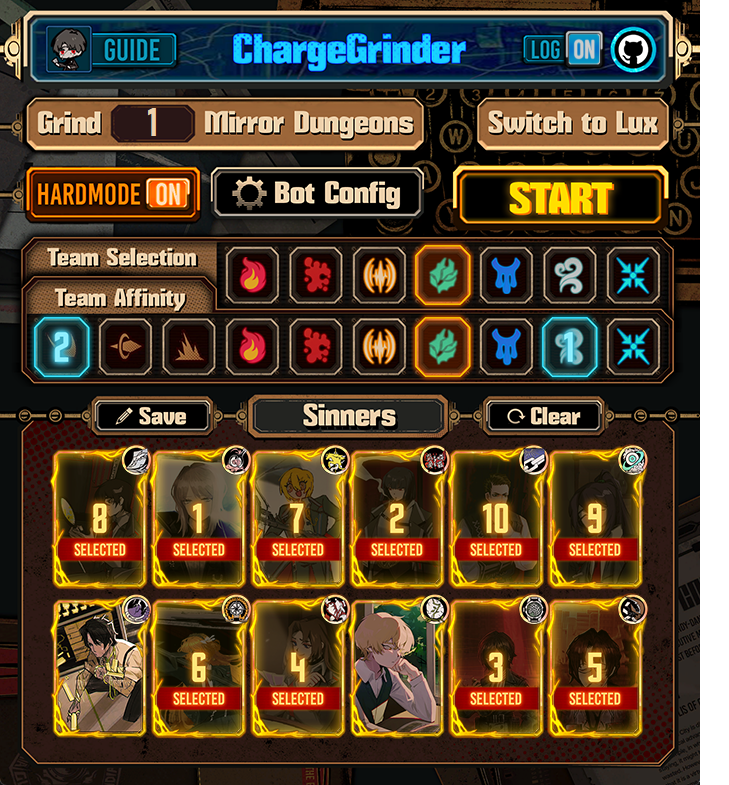 GUIDE
ChargeGrinder
LOG ON
Grind 1 Mirror Dungeons
Switch to Lux
HARDMODE ON
Bot Config
START
Team Selection
Team Affinity
2
1
Save
Sinners
Clear
8 1 7 2 10 9
SELECTED SELECTED SELECTED SELECTED SELECTED SELECTED
6 4 3 5
SELECTED SELECTED SELECTED SELECTED